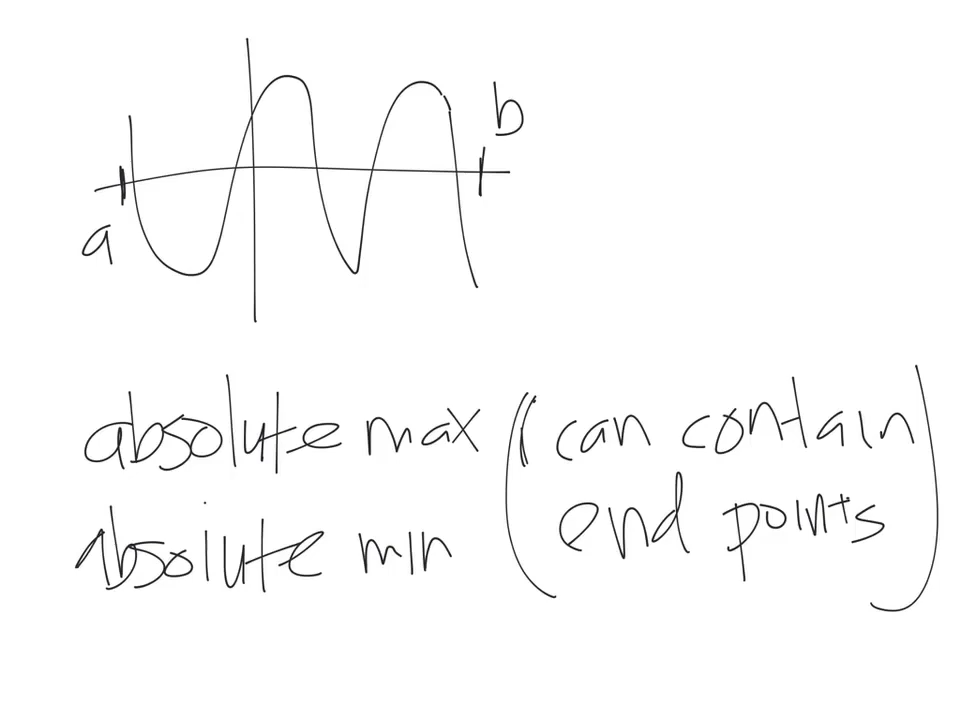 b
a
absolute max (can contain
absolute min end points)